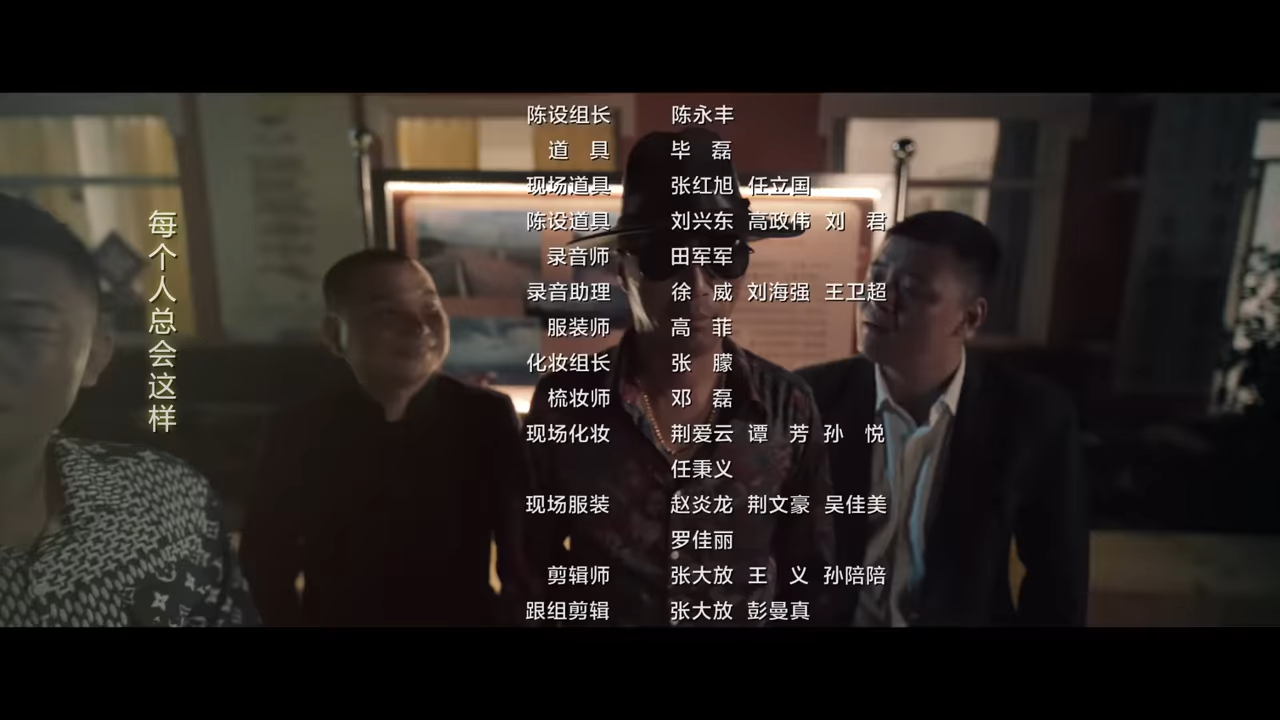 每个人总会这样
陈设组长 陈永丰
道 具 毕 磊
现场道具 张红旭 任立国
陈设道具 刘兴东 高政伟 刘 君
录音师 田军军
录音助理 徐 威 刘海强 王卫超
服装师 高 菲
化妆组长 张 朦
梳妆师 邓 磊
现场化妆 荆爱云 谭 芳 孙 悦
任秉义
现场服装 赵炎龙 荆文豪 吴佳美
罗佳丽
剪辑师 张大放 王 义 孙陪陪
跟组剪辑 张大放 彭曼真